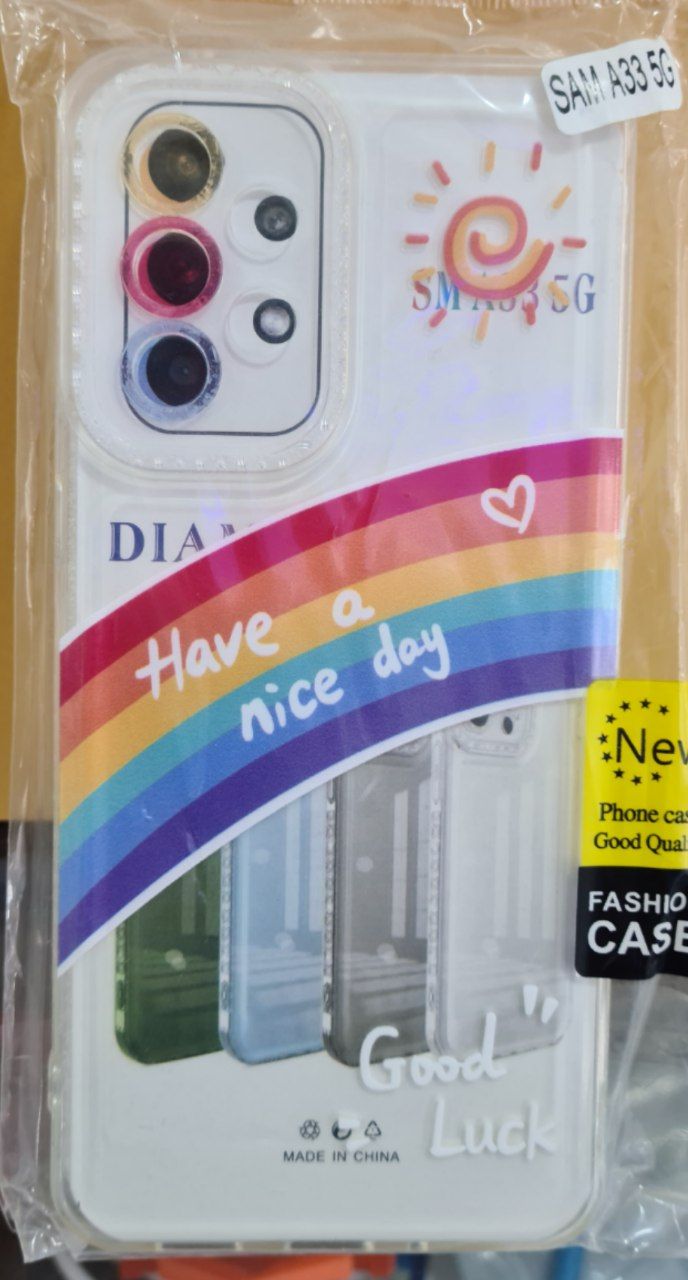 SAM A33 5G
SM A33 5G
DIAM
Have a
nice day
New
Phone cas
Good Quali
FASHIO
CASE
Good
Luck
MADE IN CHINA